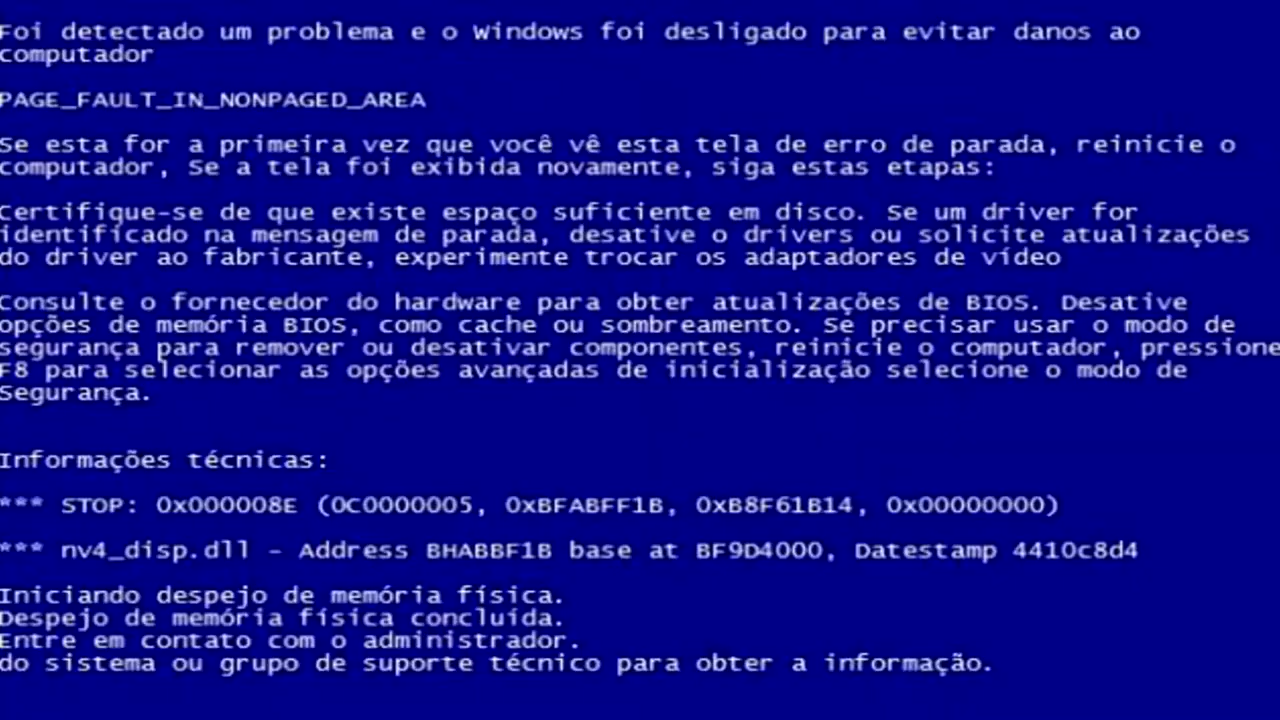 Foi detectado um problema e o Windows foi desligado para evitar danos ao
computador
PAGE_FAULT_IN_NONPAGED_AREA
Se esta for a primeira vez que você vê esta tela de erro de parada, reinicie o
computador, Se a tela foi exibida novamente, siga estas etapas:
Certifique-se de que existe espaço suficiente em disco. Se um driver for
identificado na mensagem de parada, desative o drivers ou solicite atualizações
do driver ao fabricante, experimente trocar os adaptadores de vídeo
Consulte o fornecedor do hardware para obter atualizações de BIOS. Desative
opções de memória BIOS, como cache ou sombreamento. Se precisar usar o modo de
segurança para remover ou desativar componentes, reinicie o computador, pressione
F8 para selecionar as opções avançadas de inicialização selecione o modo de
Segurança.
Informações técnicas:
*** STOP: 0x000008E (0C0000005, 0xBFABFF1B, 0xB8F61B14, 0x00000000)
*** nv4_disp.dll - Address BHABBF1B base at BF9D4000, Datestamp 4410c8d4
Iniciando despejo de memória física.
Despejo de memória física concluída.
Entre em contato com o administrador.
do sistema ou grupo de suporte técnico para obter a informação.